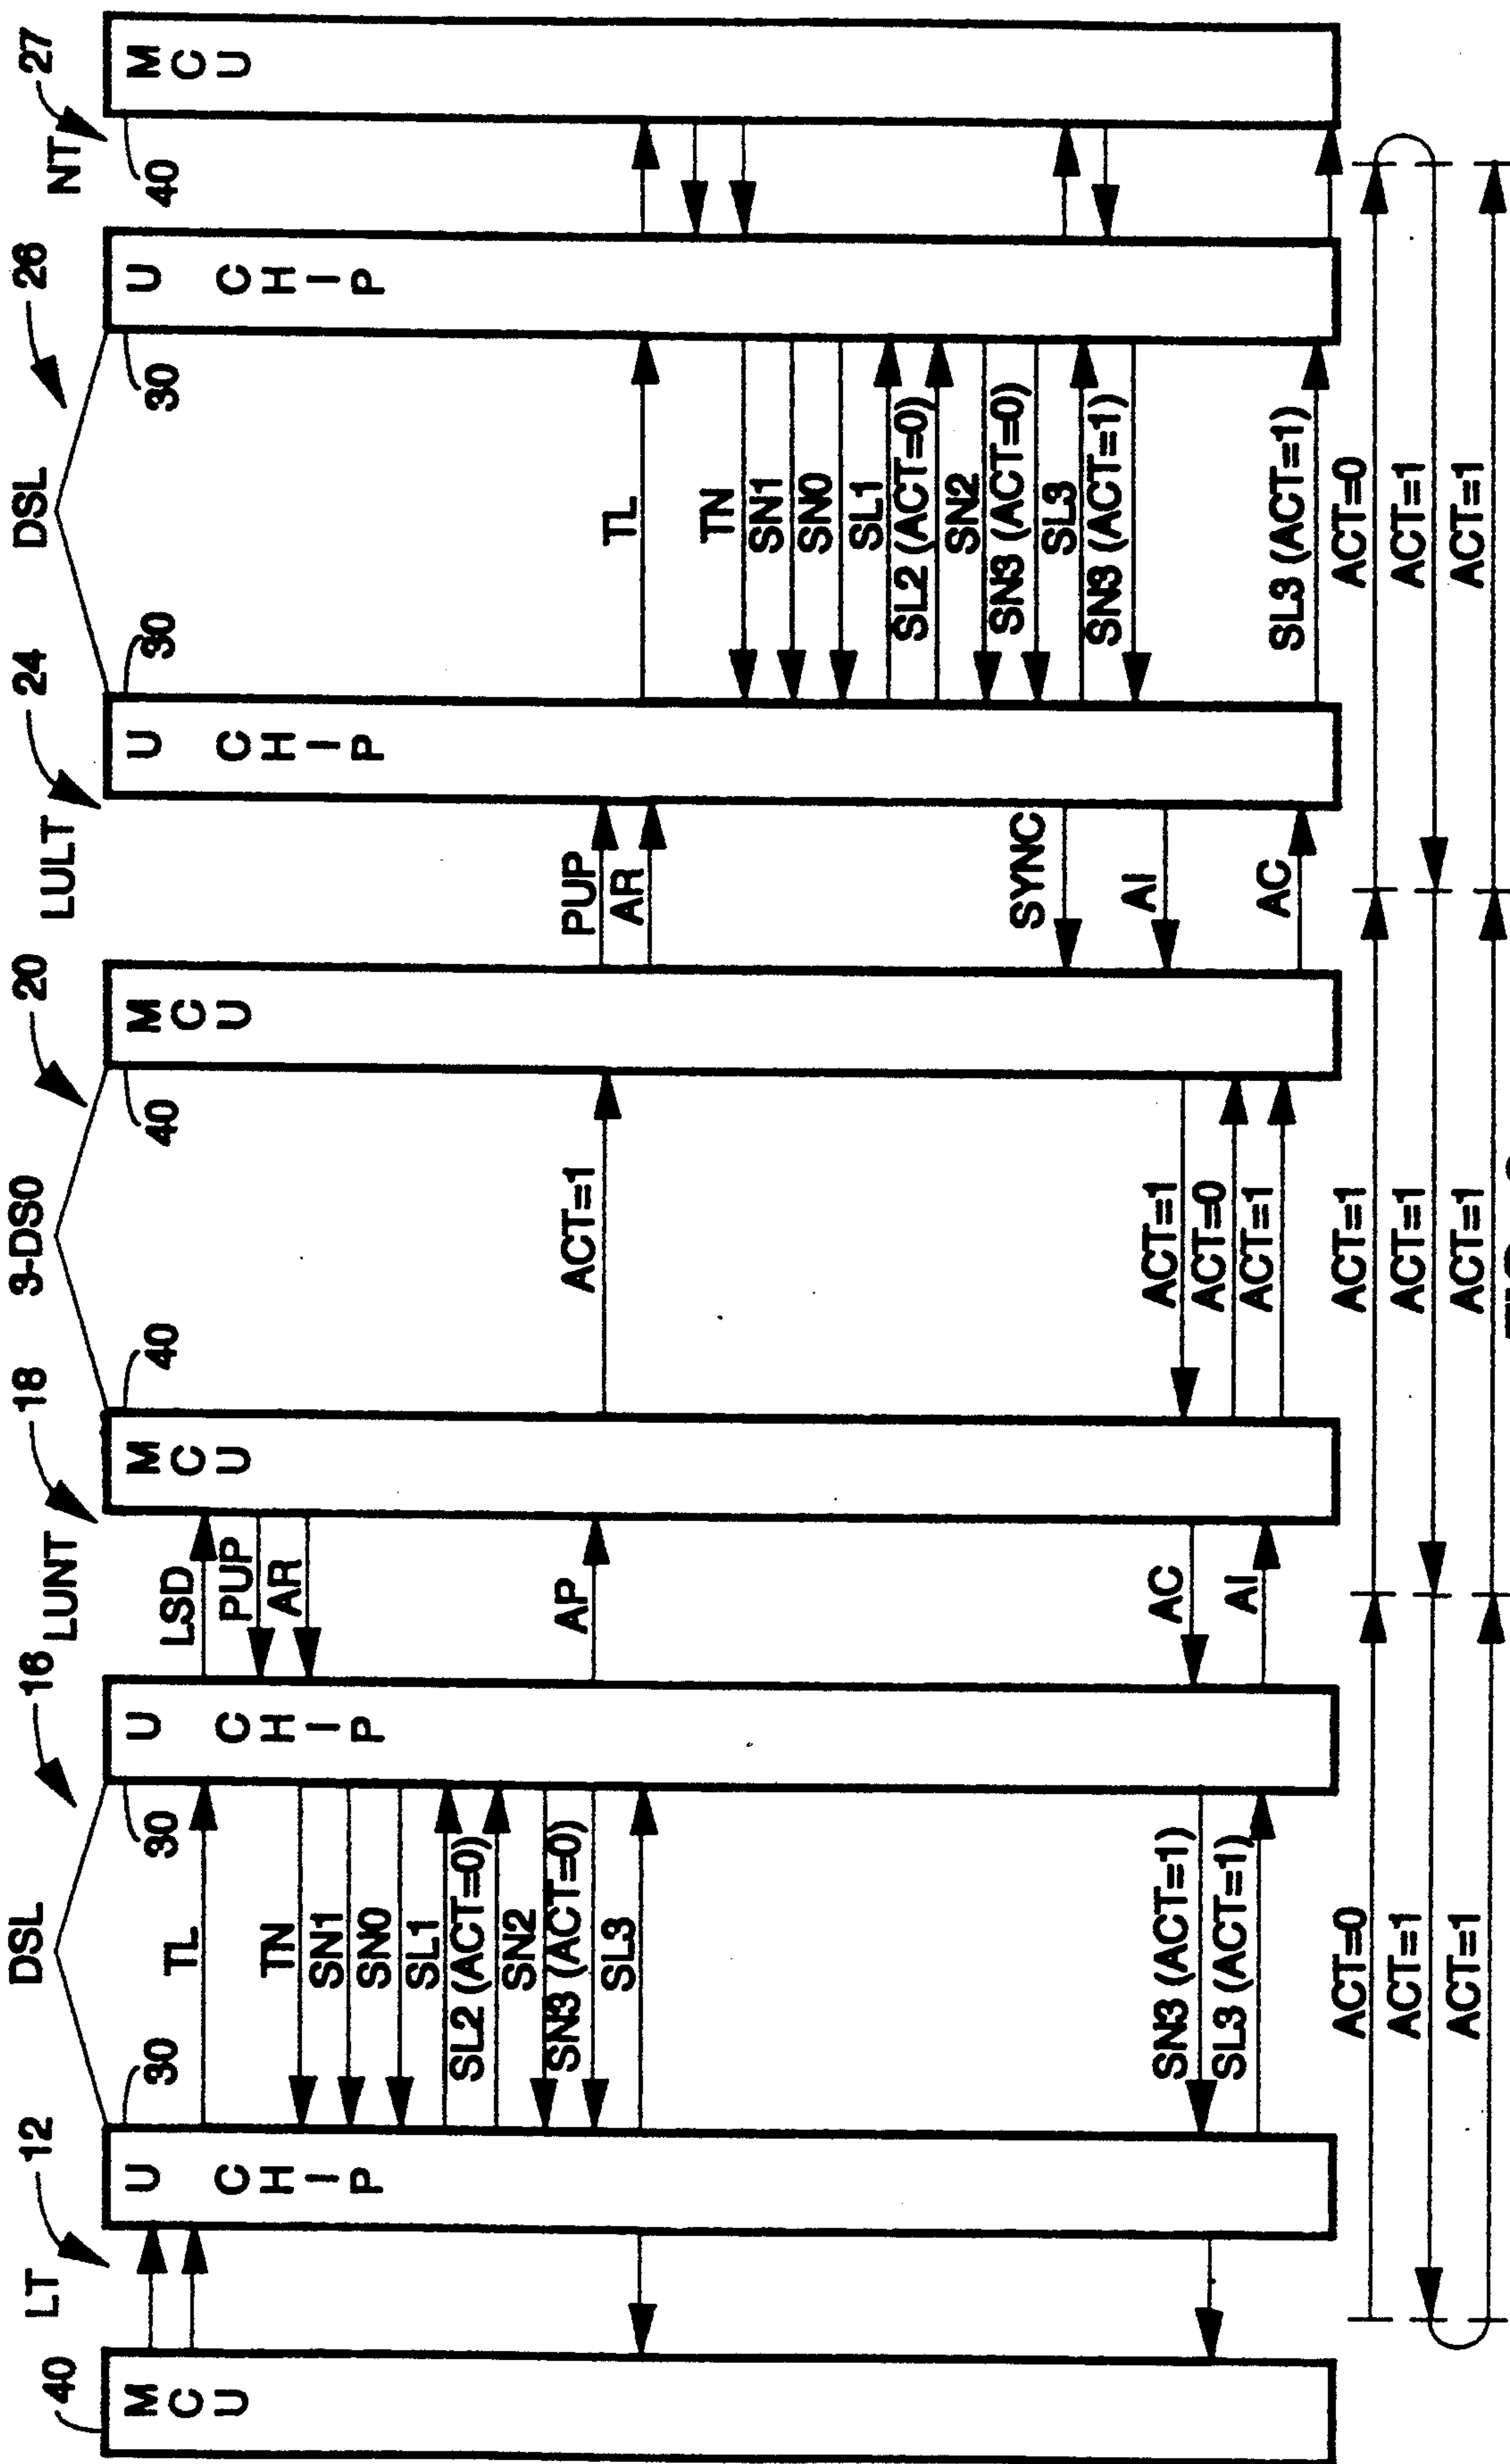 LT
12
DSL
16
LUNT
18
3-DS0
20
LULT
24
DSL
26
NT
27
40
30
30
40
40
30
30
40
MCU
U CHIP
U CHIP
MCU
MCU
U CHIP
U CHIP
MCU
TL
TN
SN1
SN0
SL1
SL2 (ACT=0)
SN2
SN3 (ACT=0)
SL3
SN3 (ACT=1)
SL3 (ACT=1)
LSD
PUP
AR
AP
AC
AI
ACT=1
ACT=1
ACT=0
ACT=1
PUP
AR
SYNC
AI
AC
TL
TN
SN1
SN0
SL1
SL2 (ACT=0)
SN2
SN3 (ACT=0)
SL3
SN3 (ACT=1)
SL3 (ACT=1)
ACT=0
ACT=1
ACT=0
ACT=1
ACT=1
ACT=1
ACT=1
ACT=1
ACT=1